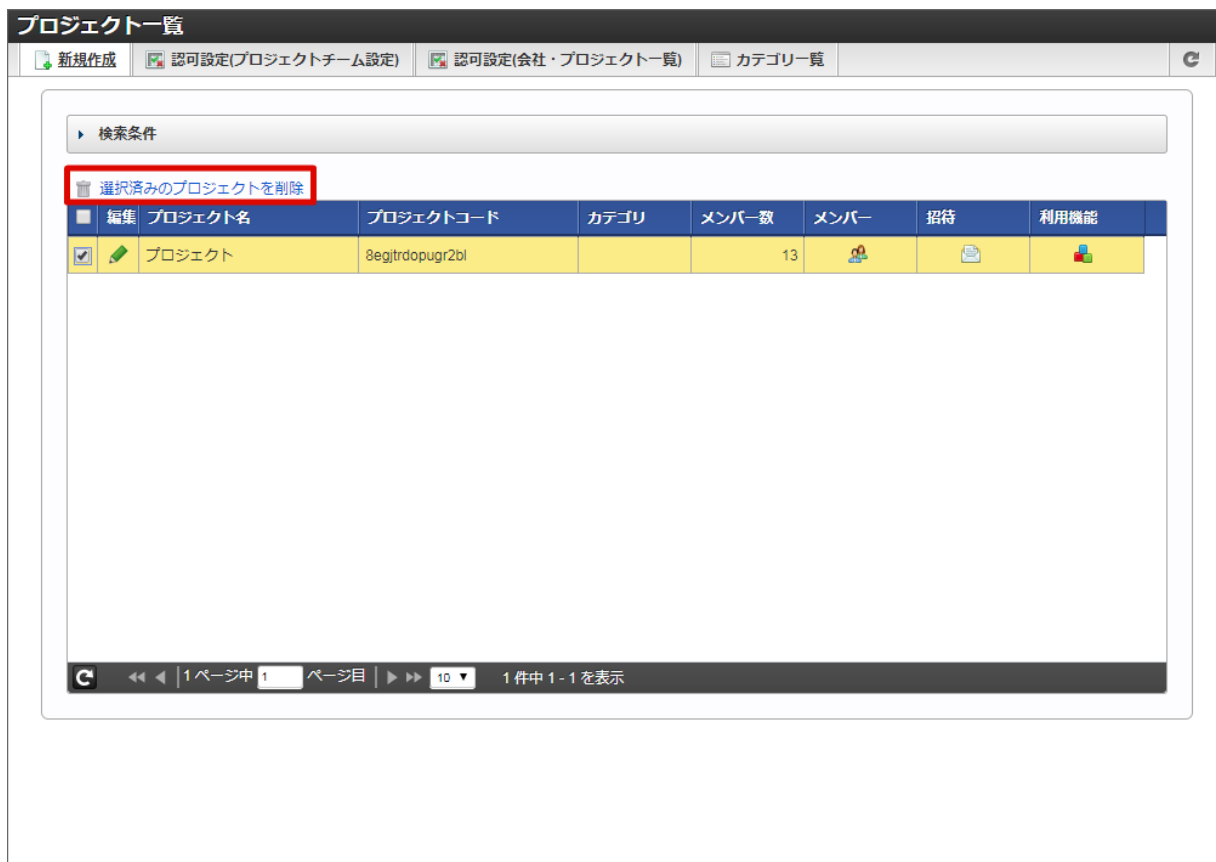 プロジェクト一覧
新規作成 認可設定(プロジェクトチーム設定) 認可設定(会社・プロジェクト一覧) カテゴリ一覧
検索条件
選択済みのプロジェクトを削除
編集 プロジェクト名 プロジェクトコード カテゴリ メンバー数 メンバー 招待 利用機能
プロジェクト 8egjtrdopugr2bl 13
1 ページ中 1 ページ目 10 1 件中 1 - 1 を表示